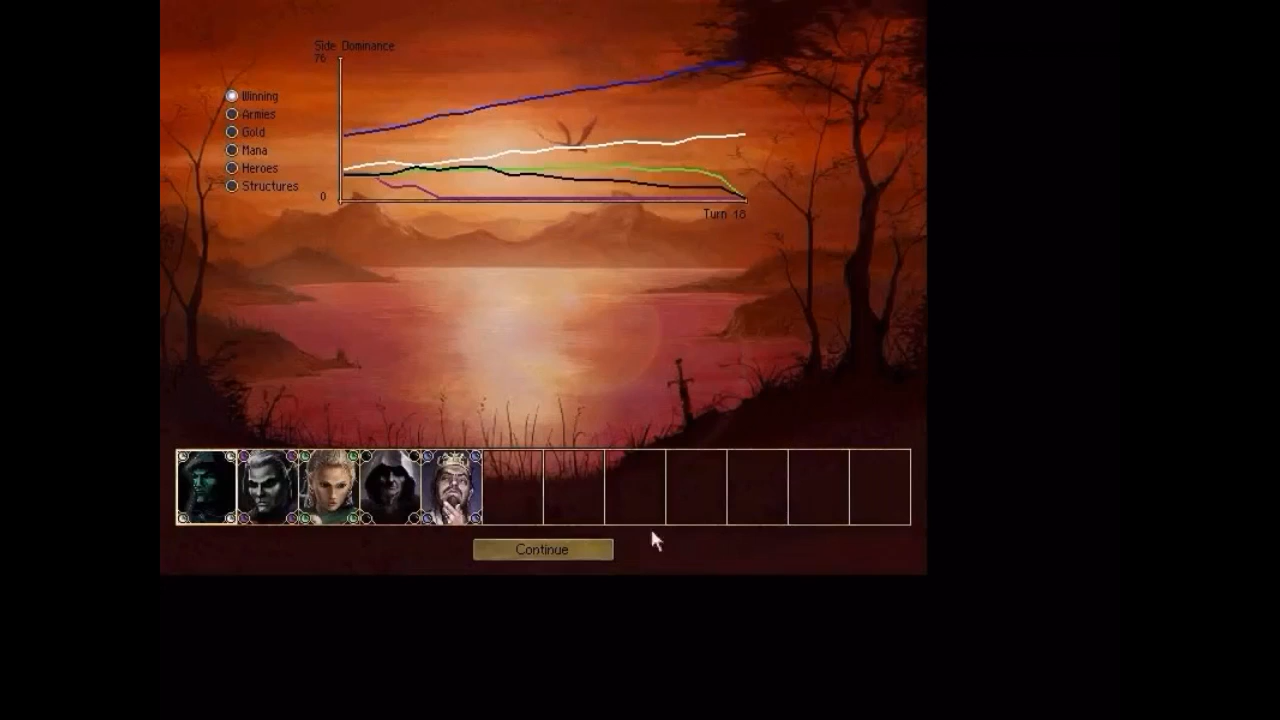 Side Dominance
76
Winning
Armies
Gold
Mana
Heroes
Structures
0
Turn 18
Continue